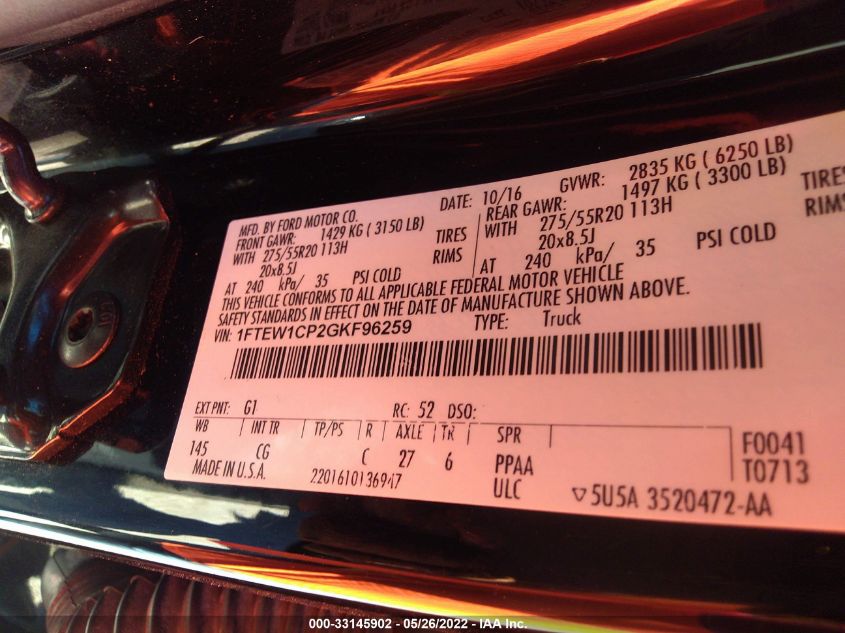 MFD. BY FORD MOTOR CO.
DATE: 10/16 GVWR: 2835 KG ( 6250 LB)
FRONT GAWR: 1429 KG ( 3150 LB)
REAR GAWR: 1497 KG ( 3300 LB)
WITH 275/55R20 113H TIRES
WITH 275/55R20 113H TIRES
20x8.5J RIMS
20x8.5J RIMS
AT 240 kPa/ 35 PSI COLD
AT 240 kPa/ 35 PSI COLD
THIS VEHICLE CONFORMS TO ALL APPLICABLE FEDERAL MOTOR VEHICLE
SAFETY STANDARDS IN EFFECT ON THE DATE OF MANUFACTURE SHOWN ABOVE.
VIN: 1FTEW1CP2GKF96259 TYPE: Truck
EXT PNT: G1 RC: 52 DSO:
WB INT TR TP/PS R AXLE TR SPR
145 CG C 27 6 PPAA
F0041
T0713
MADE IN U.S.A. 2201610136947 ULC
▽5U5A 3520472-AA
000-33145902 - 05/26/2022 - IAA Inc.